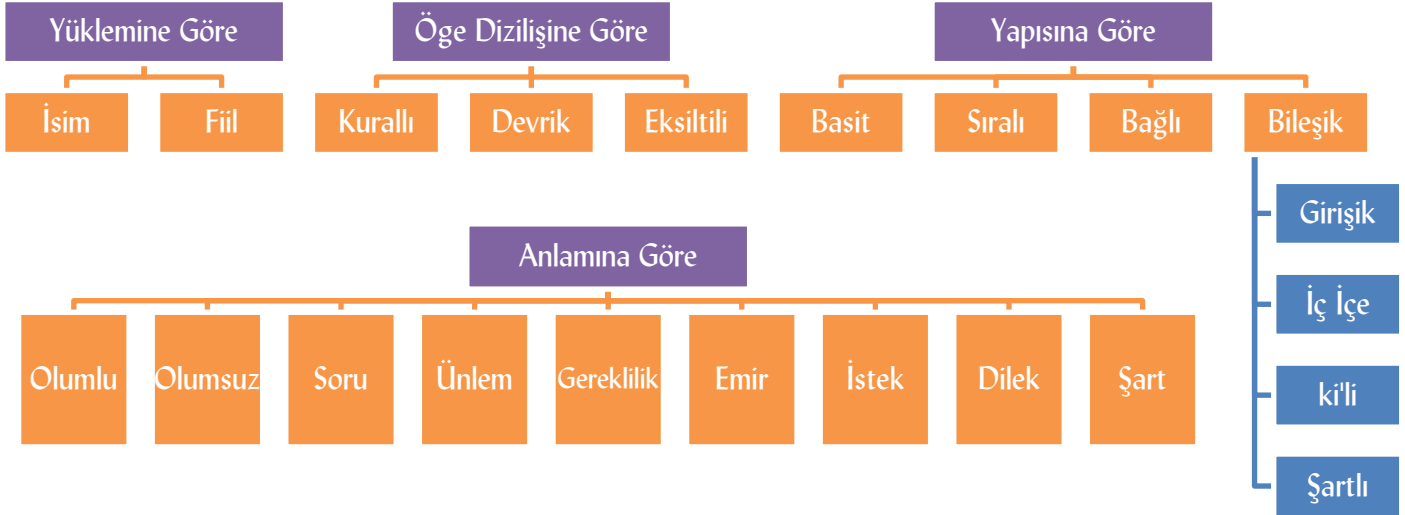 Yüklemine Göre
Öge Dizilişine Göre
Yapısına Göre
İsim
Fiil
Kurallı
Devrik
Eksiltili
Basit
Sıralı
Bağlı
Bileşik
Girişik
İç İçe
ki'li
Şartlı
Anlamına Göre
Olumlu
Olumsuz
Soru
Ünlem
Gereklilik
Emir
İstek
Dilek
Şart